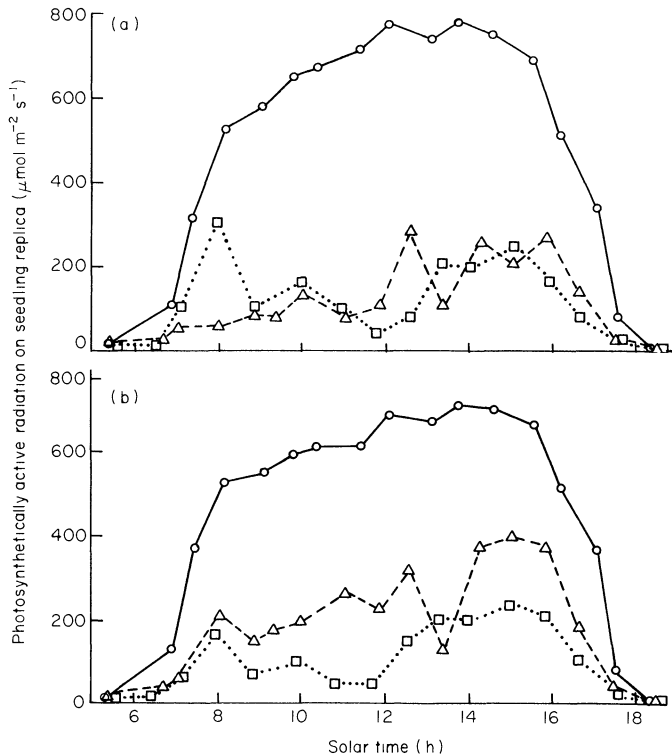 Photosynthetically active radiation on seedling replica (μmol m⁻² s⁻¹)
(a)
800
600
400
200
0
(b)
800
600
400
200
0
6 8 10 12 14 16 18
Solar time (h)